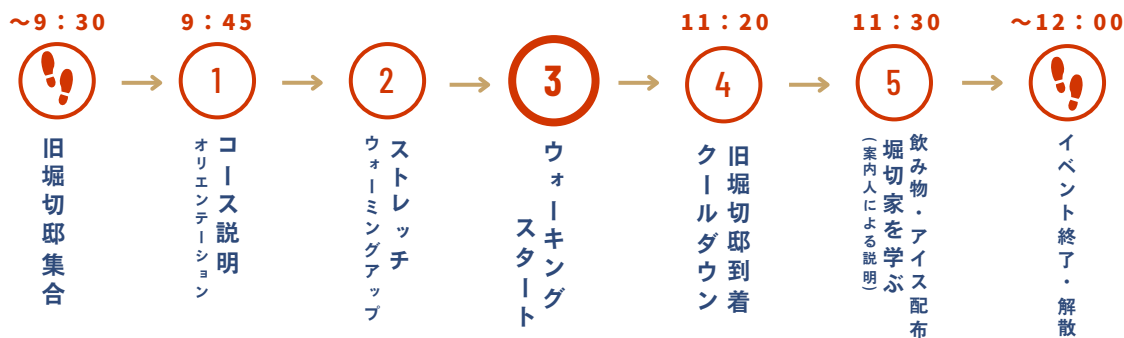 ～9：30
旧堀切邸集合
9：45
1
コース説明
オリエンテーション
2
ストレッチ
ウォーミングアップ
3
ウォーキング
スタート
11：20
4
旧堀切邸到着
クールダウン
11：30
5
飲み物・アイス配布
堀切家を学ぶ
(案内人による説明)
～12：00
イベント終了・解散